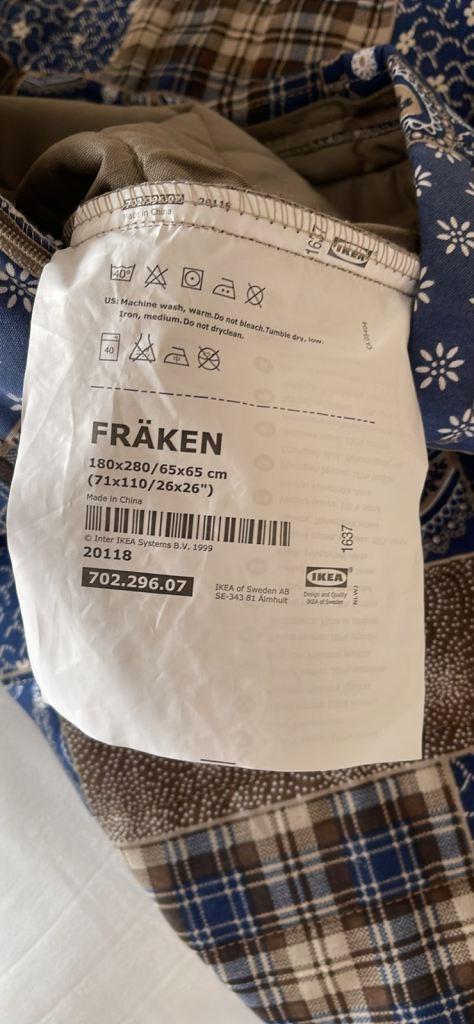 20118
Made in China
1637
IKEA
40°
US: Machine wash, warm.Do not bleach.Tumble dry, low.
Iron, medium.Do not dryclean.
40
FRÄKEN
180x280/65x65 cm
(71x110/26x26")
Made in China
© Inter IKEA Systems B.V. 1999
20118
702.296.07
IKEA of Sweden AB
SE-343 81 Älmhult
1637
IKEA
Design and Quality
IKEA of Sweden